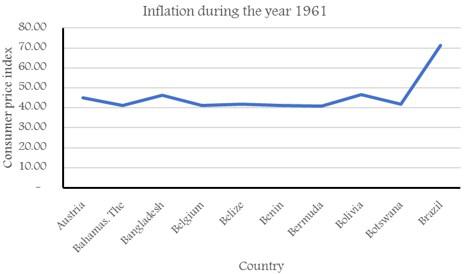 Inflation during the year 1961
Consumer price index
80.00
70.00
60.00
50.00
40.00
30.00
20.00
10.00
-
Austria
Bahamas, The
Bangladesh
Belgium
Belize
Benin
Bermuda
Bolivia
Botswana
Brazil
Country